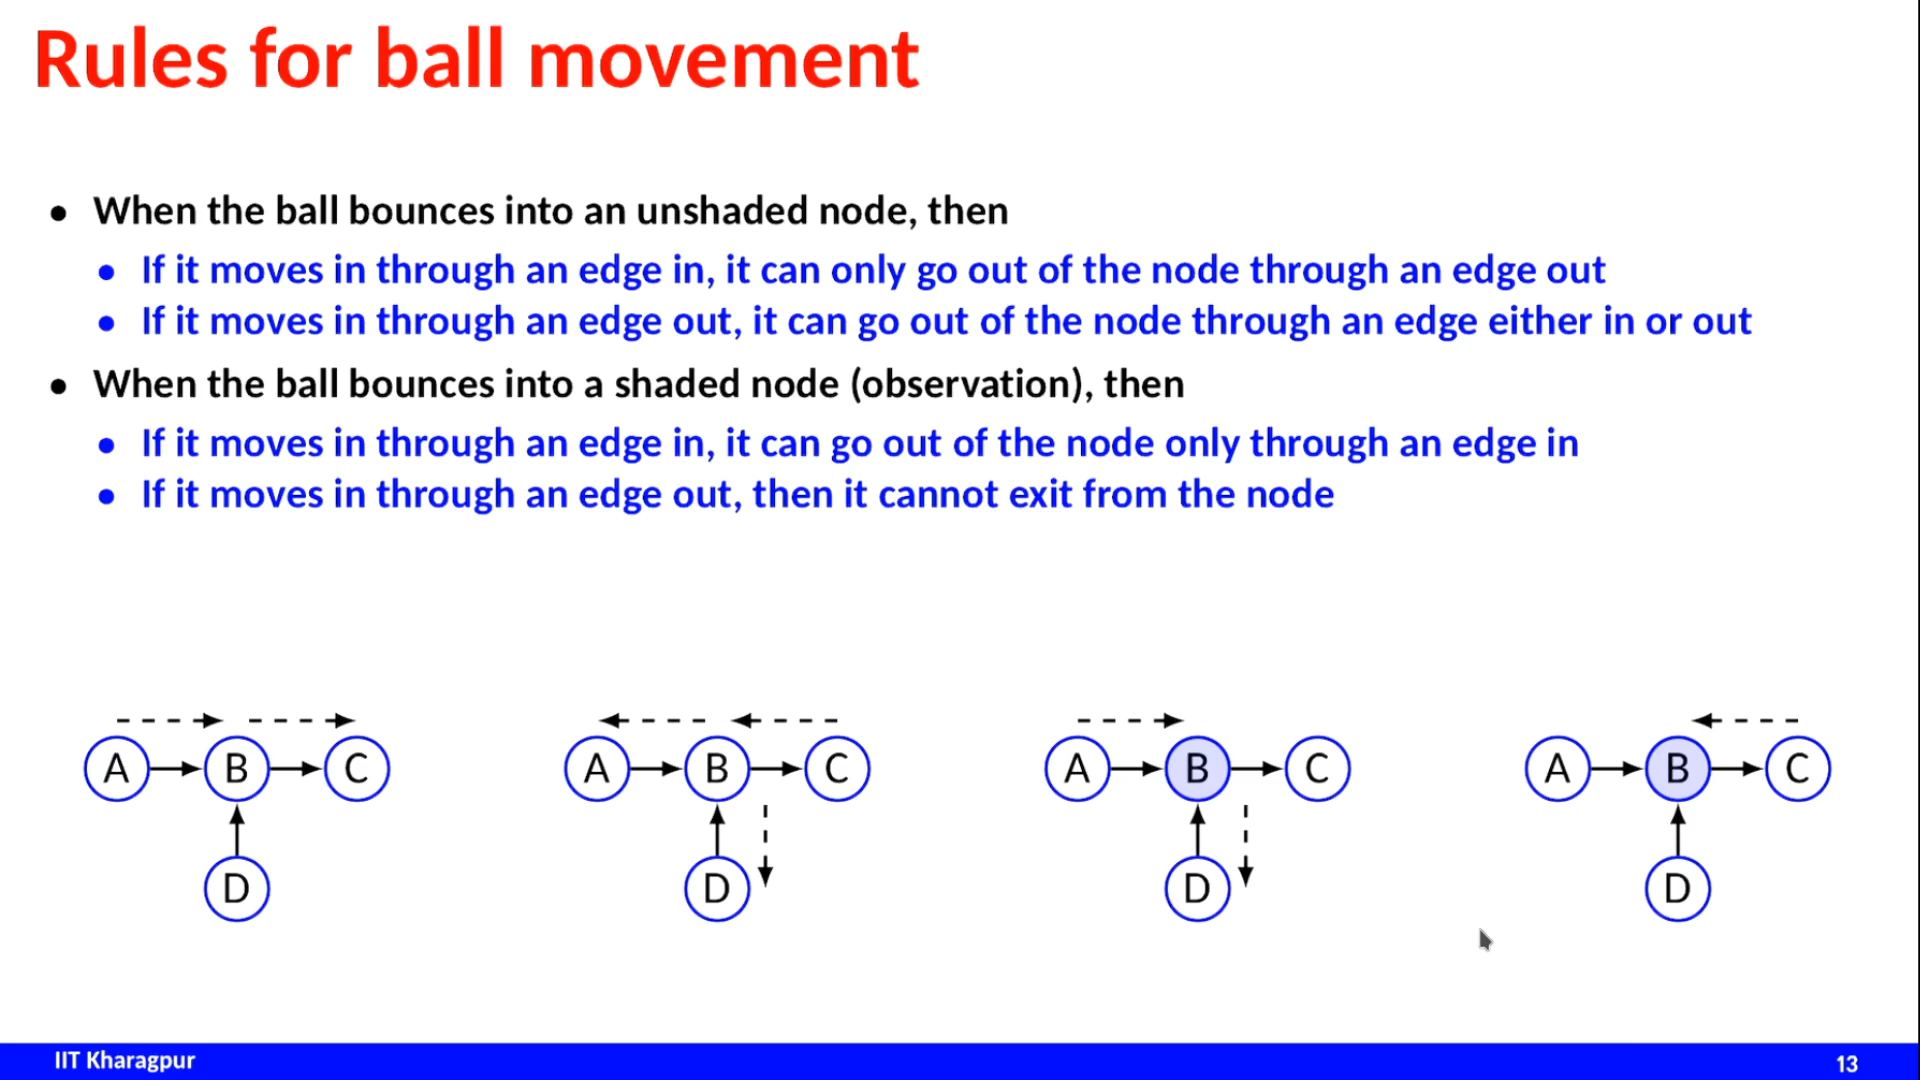 Rules for ball movement
• When the ball bounces into an unshaded node, then
• If it moves in through an edge in, it can only go out of the node through an edge out
• If it moves in through an edge out, it can go out of the node through an edge either in or out
• When the ball bounces into a shaded node (observation), then
• If it moves in through an edge in, it can go out of the node only through an edge in
• If it moves in through an edge out, then it cannot exit from the node
A B C A B C A B C A B C
D D D D
IIT Kharagpur 13